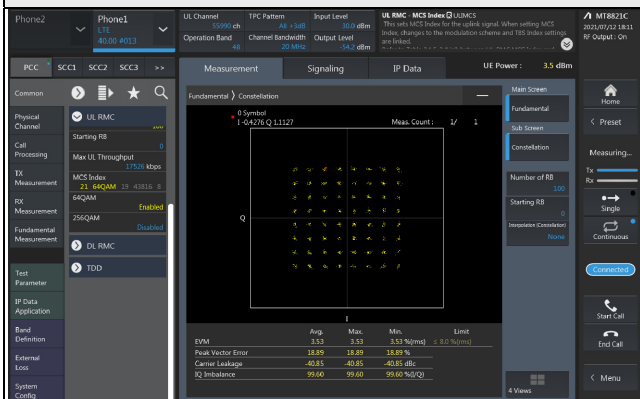 Phone2
Phone1
LTE
40.00 #013
UL Channel
55990 ch
TPC Pattern
All +3dB
Input Level
30.0 dBm
Operation Band
48
Channel Bandwidth
20 MHz
Output Level
-54.2 dBm
UL RMC - MCS Index ULIMCS
This sets MCS Index for the uplink signal. When setting MCS
Index, changes to the modulation scheme and TBS Index settings
are linked.
MT8821C
2021/07/12 18:11
RF Output : On
PCC SCC1 SCC2 SCC3 >>
Measurement
Signaling
IP Data
UE Power : 3.5 dBm
Common
Physical
Channel
Call
Processing
TX
Measurement
RX
Measurement
Fundamental
Measurement
Test
Parameter
IP Data
Application
Band
Definition
External
Loss
System
Config
UL RMC
100
Starting RB
0
Max UL Throughput
17526 kbps
MCS Index
21 64QAM 19 43816 8
64QAM
Enabled
256QAM
Disabled
DL RMC
TDD
Fundamental 〉 Constellation
0 Symbol
I -0.4276 Q 1.1127
Meas. Count : 1/ 1
Q
I
Avg. Max. Min. Limit
EVM 3.53 3.53 3.53 %(rms) ≤ 8.0 %(rms)
Peak Vector Error 18.89 18.89 18.89 %
Carrier Leakage -40.85 -40.85 -40.85 dBc
IQ Imbalance 99.60 99.60 99.60 %(I/Q)
Main Screen
Fundamental
Sub Screen
Constellation
Number of RB
100
Starting RB
0
Interpolation (Constellation)
None
4 Views
Home
Preset
Measuring...
Tx
Rx
Single
Continuous
Connected
Start Call
End Call
Menu